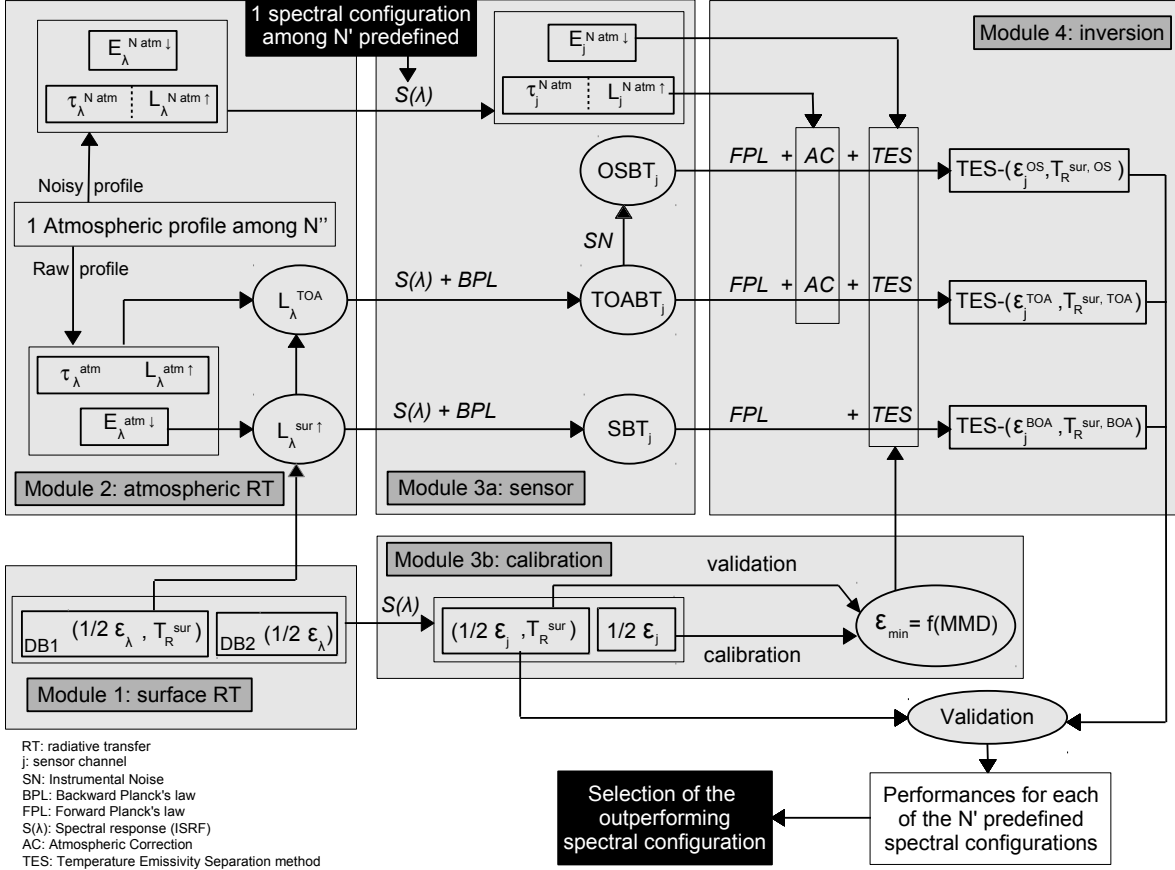 1 spectral configuration
among N' predefined
E_λ^{N atm ↓}
τ_λ^{N atm} L_λ^{N atm ↑}
S(λ)
E_j^{N atm ↓}
τ_j^{N atm} L_j^{N atm ↑}
Module 4: inversion
Noisy profile
1 Atmospheric profile among N''
Raw profile
OSBT_j
FPL + AC + TES
TES-(ε_j^{OS},T_R^{sur, OS})
SN
L_λ^{TOA}
S(λ) + BPL
TOABT_j
FPL + AC + TES
TES-(ε_j^{TOA},T_R^{sur, TOA})
τ_λ^{atm} L_λ^{atm ↑}
E_λ^{atm ↓}
L_λ^{sur ↑}
S(λ) + BPL
SBT_j
FPL + TES
TES-(ε_j^{BOA},T_R^{sur, BOA})
Module 2: atmospheric RT
Module 3a: sensor
Module 3b: calibration
validation
S(λ)
DB1 (1/2 ε_λ , T_R^{sur})
DB2 (1/2 ε_λ)
(1/2 ε_j ,T_R^{sur})
1/2 ε_j
ε_{min}= f(MMD)
calibration
Module 1: surface RT
Validation
RT: radiative transfer
j: sensor channel
SN: Instrumental Noise
BPL: Backward Planck's law
FPL: Forward Planck's law
S(λ): Spectral response (ISRF)
AC: Atmospheric Correction
TES: Temperature Emissivity Separation method
Selection of the
outperforming
spectral configuration
Performances for each
of the N' predefined
spectral configurations